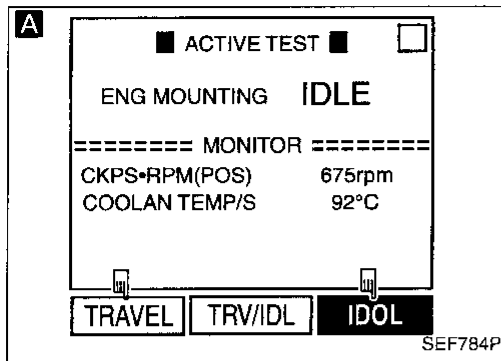 A
■ ACTIVE TEST ■
ENG MOUNTING IDLE
======== MONITOR ========
CKPS•RPM(POS) 675rpm
COOLAN TEMP/S 92°C
TRAVEL TRV/IDL IDOL
SEF784P